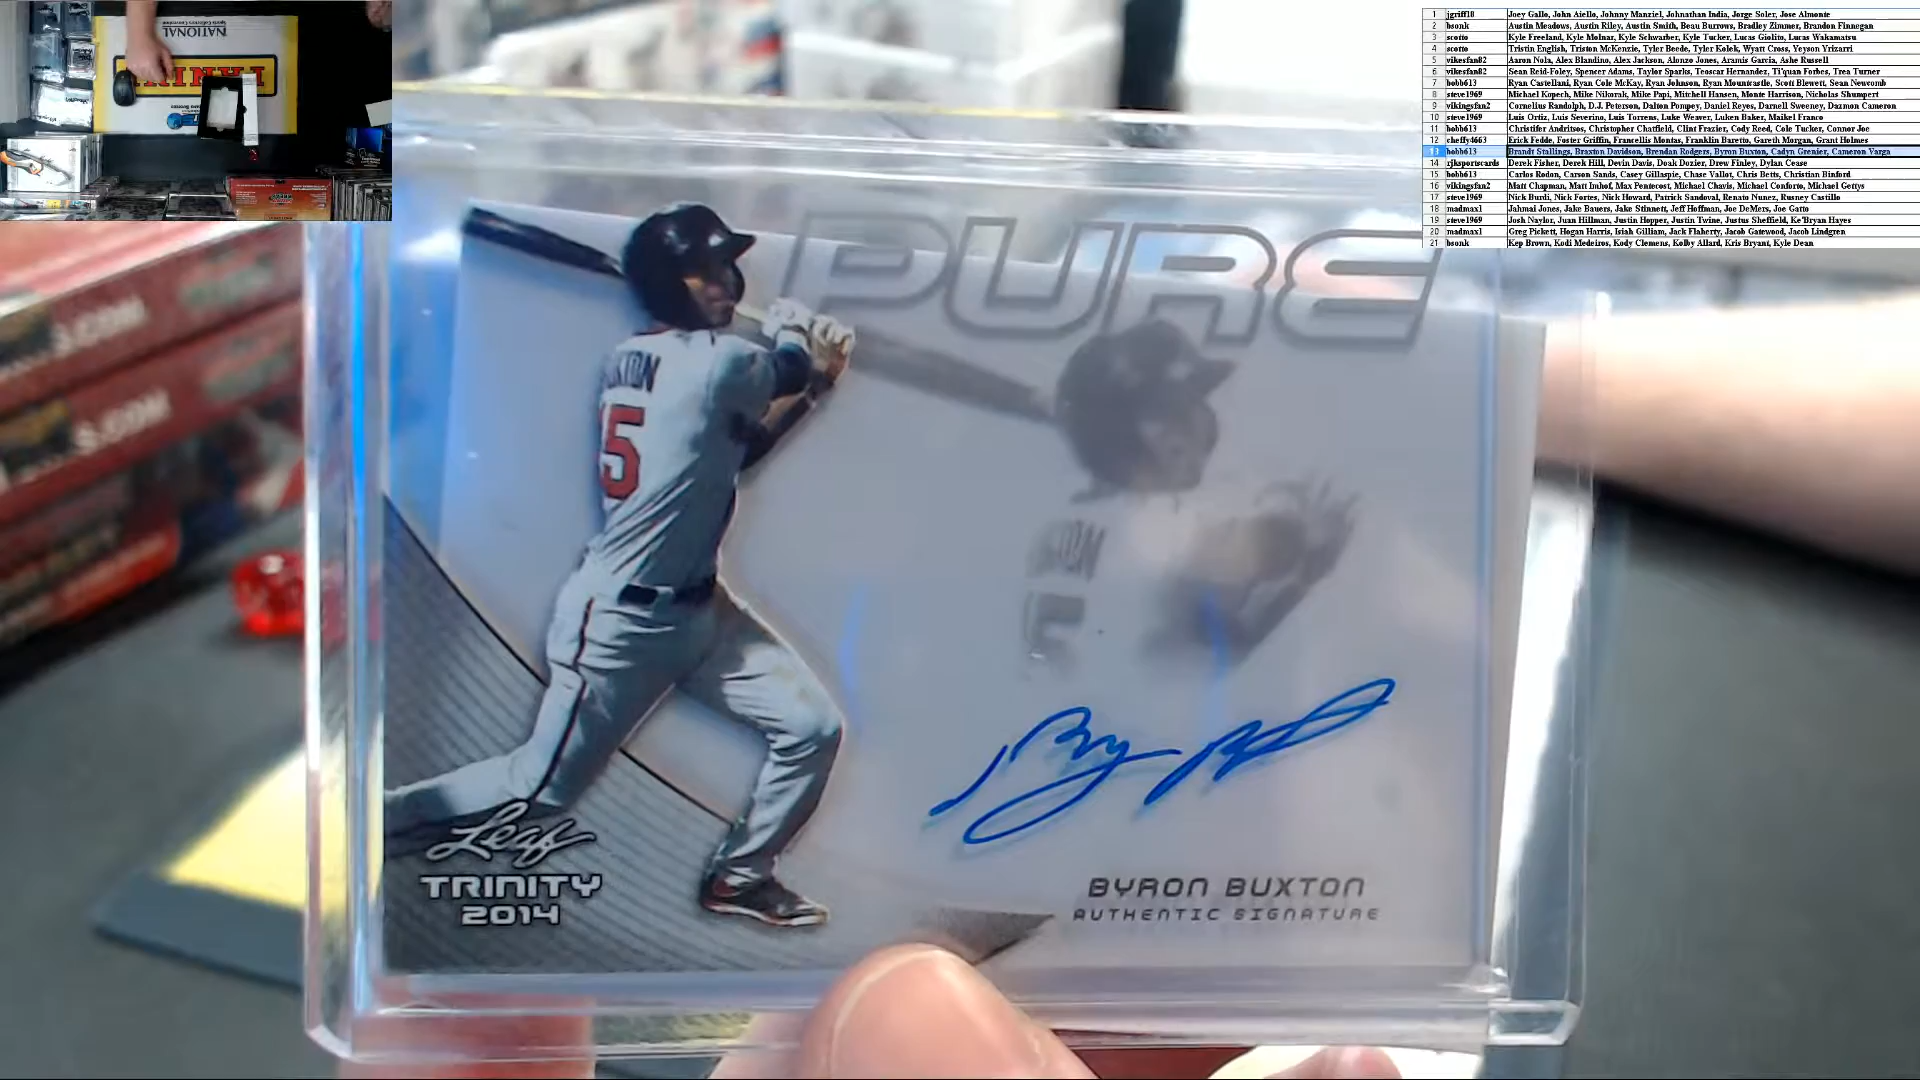 1 jgriff18 Joey Gallo, John Aiello, Johnny Manziel, Johnathan India, Jorge Soler, Jose Almonte
2 bsonk Austin Meadows, Austin Riley, Austin Smith, Beau Burrows, Bradley Zimmer, Brandon Finnegan
3 scotto Kyle Freeland, Kyle Molnar, Kyle Schwarber, Kyle Tucker, Lucas Giolito, Lucas Wakamatsu
4 scotto Tristin English, Triston McKenzie, Tyler Beede, Tyler Kolek, Wyatt Cross, Yeyson Yrizarri
5 vikesfan82 Aaron Nola, Alex Blandino, Alex Jackson, Alonzo Jones, Aramis Garcia, Ashe Russell
6 vikesfan82 Sean Reid-Foley, Spencer Adams, Taylor Sparks, Teoscar Hernandez, Ti'quan Forbes, Trea Turner
7 bobb613 Ryan Castellani, Ryan Cole McKay, Ryan Johnson, Ryan Mountcastle, Scott Blewett, Sean Newcomb
8 steve1969 Michael Kopech, Mike Nikorak, Mike Papi, Mitchell Hansen, Monte Harrison, Nicholas Shumpert
9 vikingsfan2 Cornelius Randolph, D.J. Peterson, Dalton Pompey, Daniel Reyes, Darnell Sweeney, Dazmon Cameron
10 steve1969 Luis Ortiz, Luis Severino, Luis Torrens, Luke Weaver, Luken Baker, Maikel Franco
11 bobb613 Christifer Andritsos, Christopher Chatfield, Clint Frazier, Cody Reed, Cole Tucker, Connor Joe
12 cheffy4663 Erick Fedde, Foster Griffin, Francellis Montas, Franklin Baretto, Gareth Morgan, Grant Holmes
13 bobb613 Brandt Stallings, Braxton Davidson, Brendan Rodgers, Byron Buxton, Cadyn Grenier, Cameron Varga
14 rjksportscards Derek Fisher, Derek Hill, Devin Davis, Doak Dozier, Drew Finley, Dylan Cease
15 bobb613 Carlos Rodon, Carson Sands, Casey Gillaspie, Chase Vallot, Chris Betts, Christian Binford
16 vikingsfan2 Matt Chapman, Matt Imhof, Max Pentecost, Michael Chavis, Michael Conforto, Michael Gettys
17 steve1969 Nick Burdi, Nick Fortes, Nick Howard, Patrick Sandoval, Renato Nunez, Rusney Castillo
18 madmax1 Jahmai Jones, Jake Bauers, Jake Stinnett, Jeff Hoffman, Joe DeMers, Joe Gatto
19 steve1969 Josh Naylor, Juan Hillman, Justin Hopper, Justin Twine, Justus Sheffield, Ke'Bryan Hayes
20 madmax1 Greg Pickett, Hogan Harris, Isiah Gilliam, Jack Flaherty, Jacob Gatewood, Jacob Lindgren
21 bsonk Kep Brown, Kodi Medeiros, Kody Clemens, Kolby Allard, Kris Bryant, Kyle Dean
NATIONAL
PANINI
PURE
S.COM
S.COM
5
5
Leaf
TRINITY
2014
BYRON BUXTON
AUTHENTIC SIGNATURE